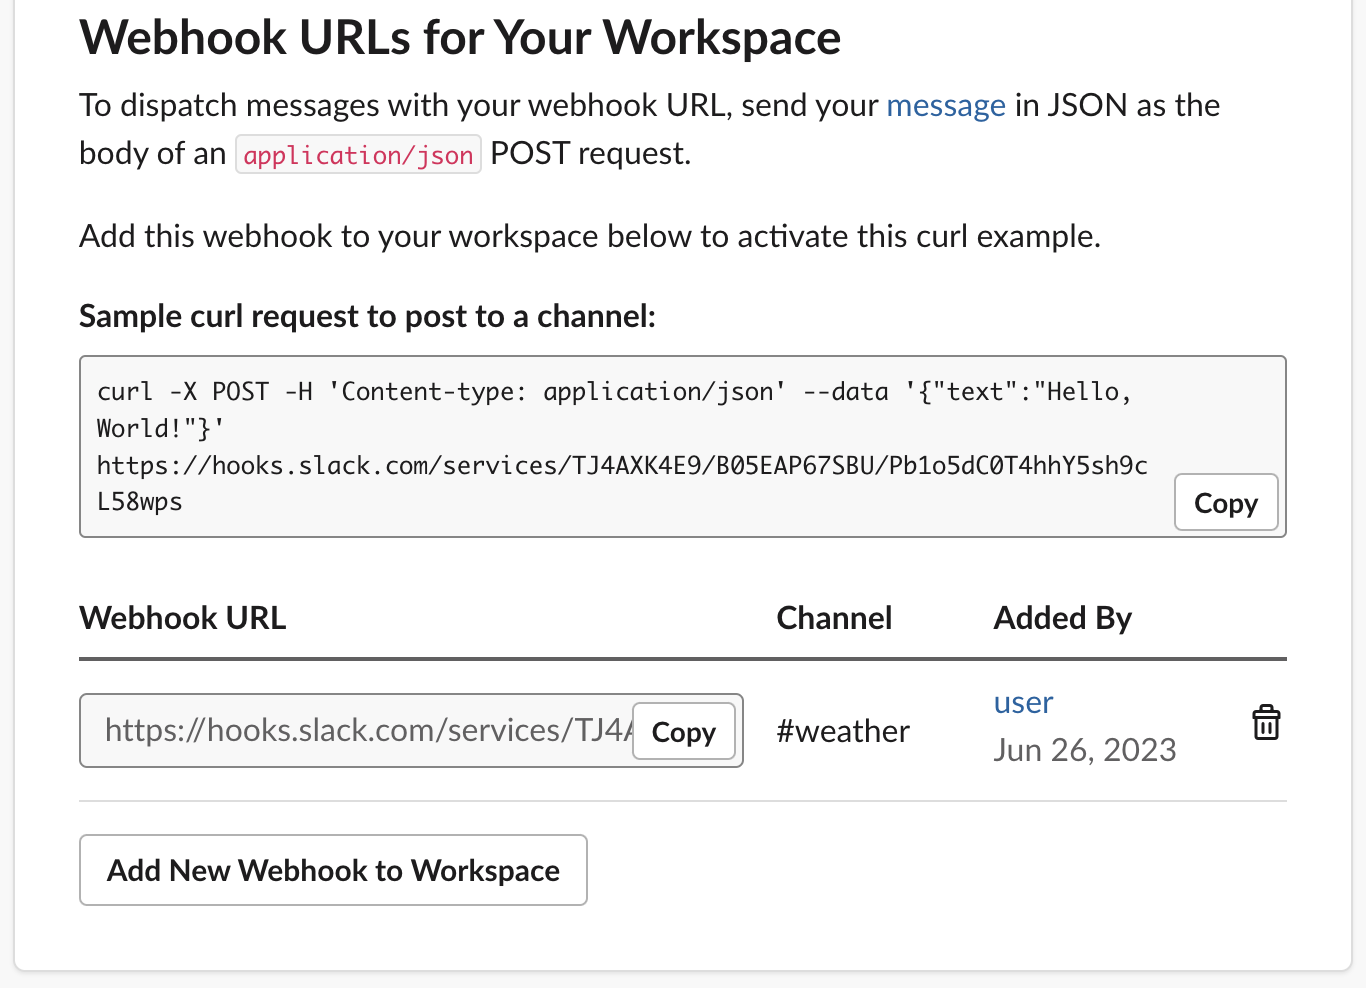 Webhook URLs for Your Workspace
To dispatch messages with your webhook URL, send your message in JSON as the
body of an application/json POST request.
Add this webhook to your workspace below to activate this curl example.
Sample curl request to post to a channel:
curl -X POST -H 'Content-type: application/json' --data '{"text":"Hello,
World!"}'
https://hooks.slack.com/services/TJ4AXK4E9/B05EAP67SBU/Pb1o5dC0T4hhY5sh9c
L58wps
Copy
Webhook URL Channel Added By
https://hooks.slack.com/services/TJ4A Copy #weather user
Jun 26, 2023
Add New Webhook to Workspace